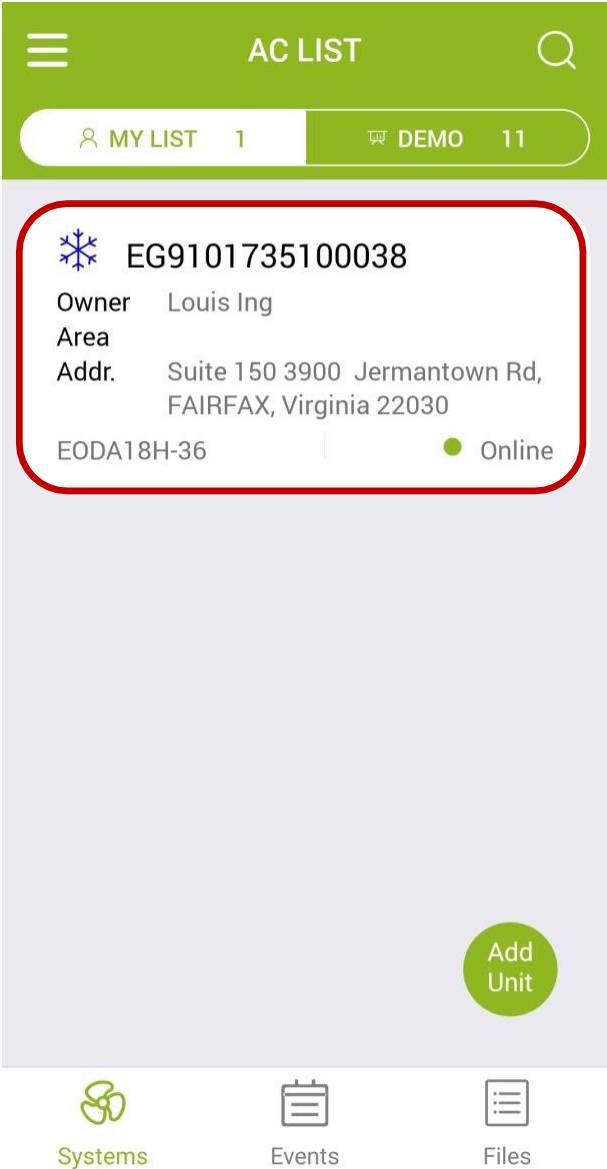 AC LIST
MY LIST 1 DEMO 11
EG9101735100038
Owner Louis Ing
Area
Addr. Suite 150 3900 Jermantown Rd,
FAIRFAX, Virginia 22030
EODA18H-36 Online
Add
Unit
Systems Events Files